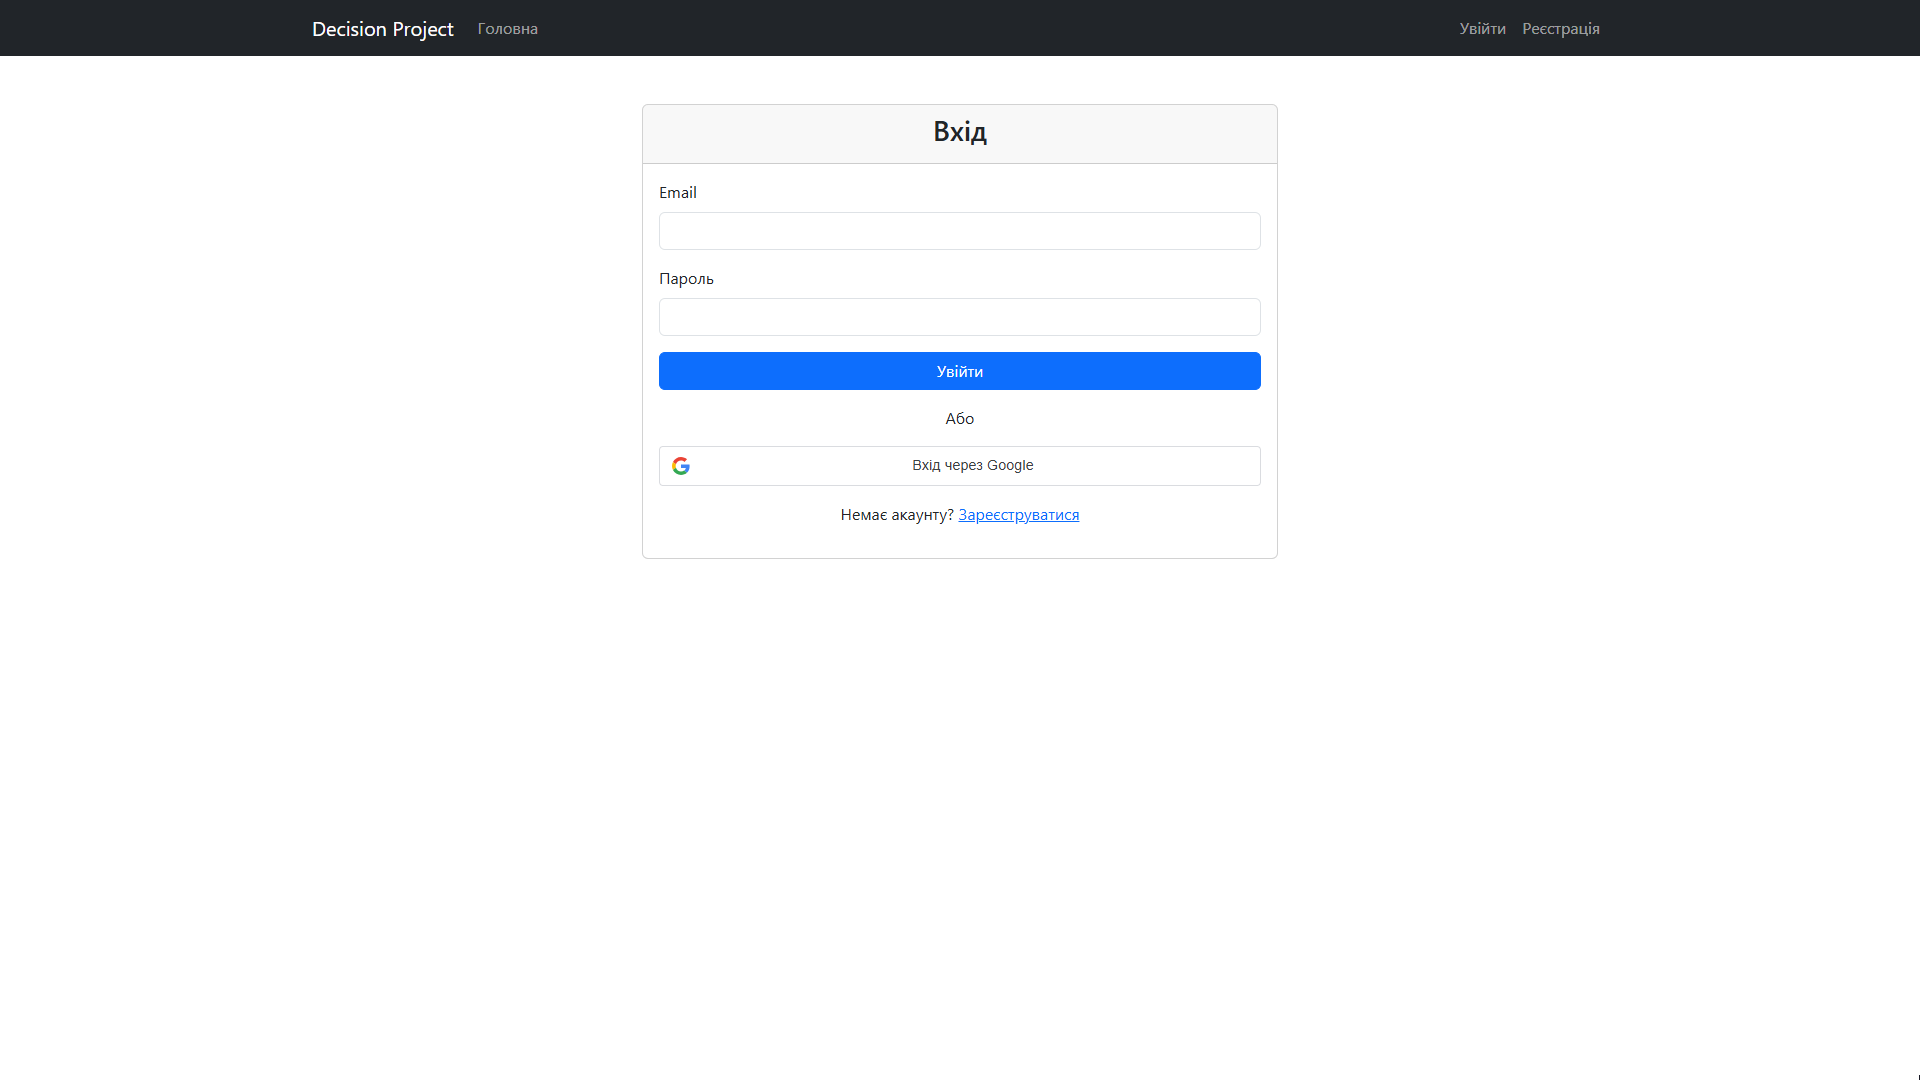 Decision Project Головна Увійти Реєстрація
Вхід
Email
Пароль
Увійти
Або
Вхід через Google
Немає акаунту? Зареєструватися